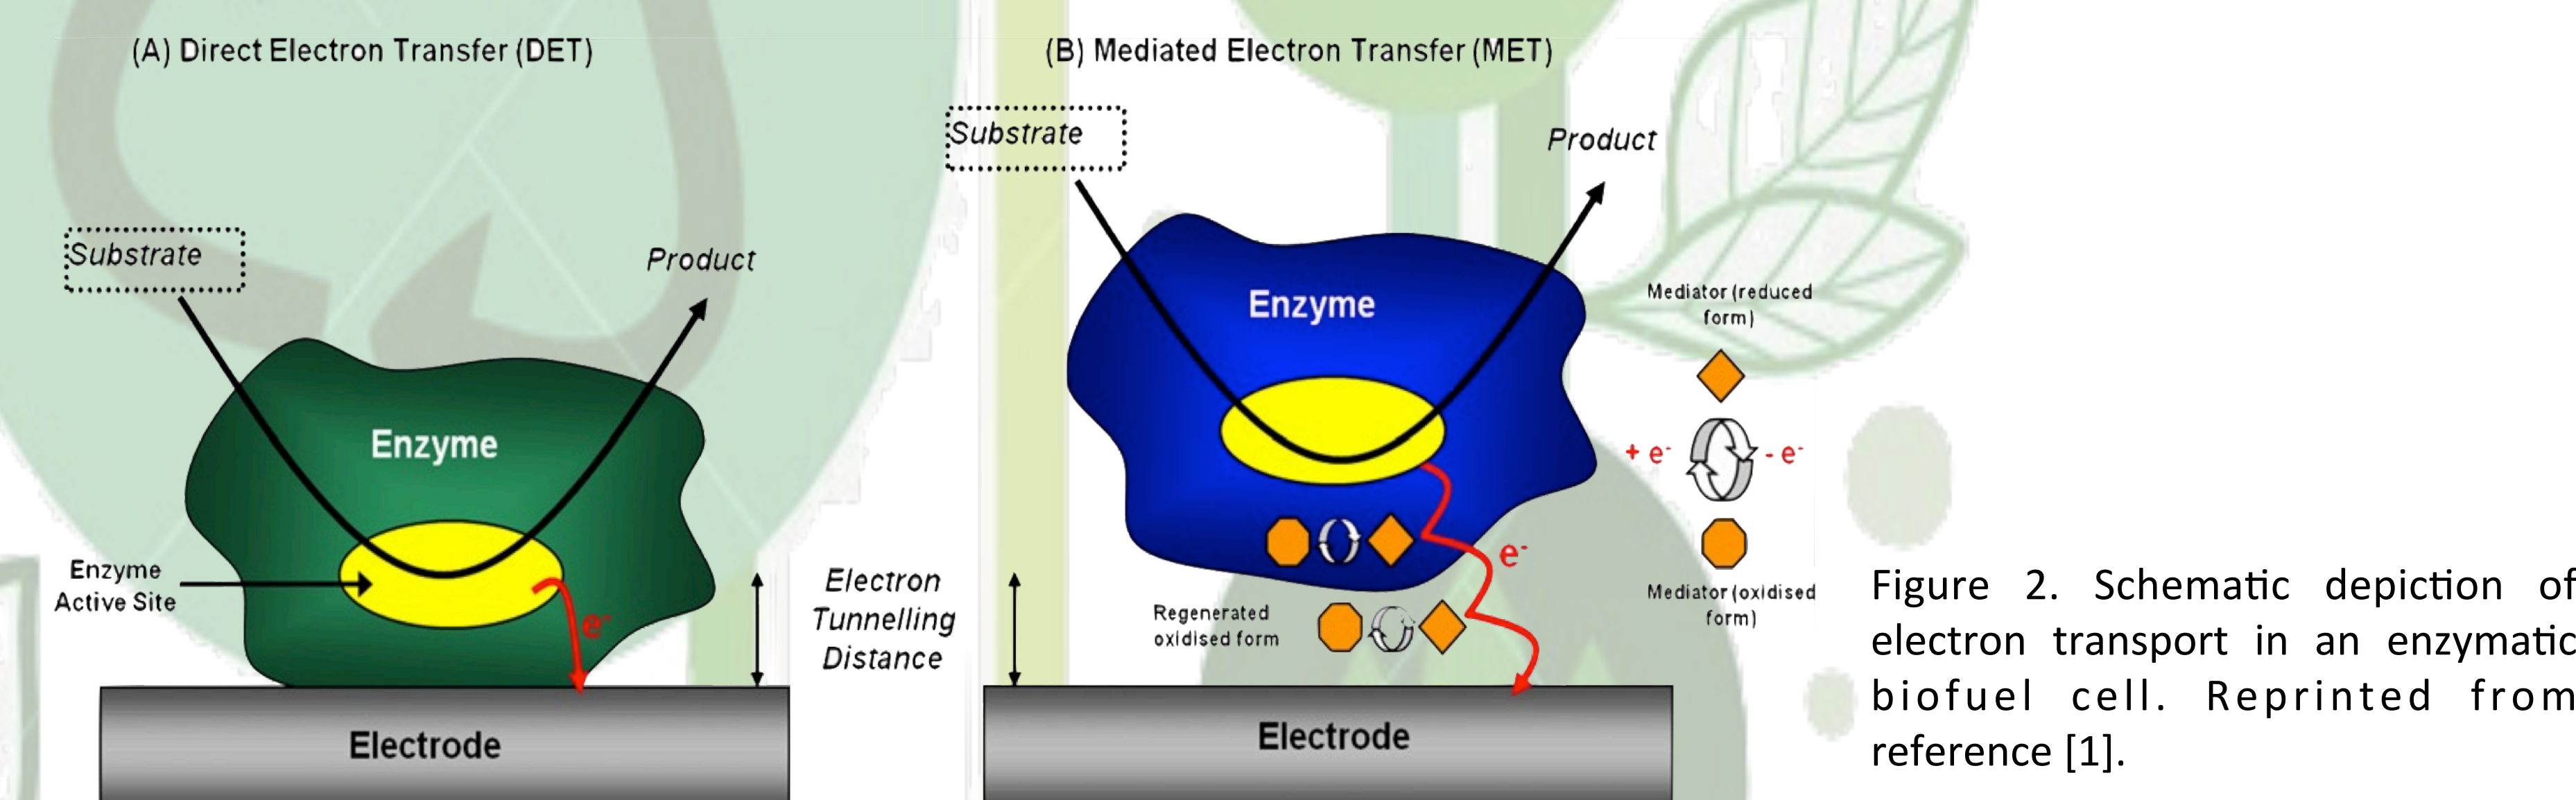 (A) Direct Electron Transfer (DET)
Substrate
Product
Enzyme
Enzyme
Active Site
e-
Electrode
Electron
Tunnelling
Distance
(B) Mediated Electron Transfer (MET)
Substrate
Product
Enzyme
e-
Regenerated
oxidised form
Electrode
Mediator (reduced
form)
+ e-
- e-
Mediator (oxidised
form)
Figure 2. Schematic depiction of
electron transport in an enzymatic
biofuel cell. Reprinted from
reference [1].